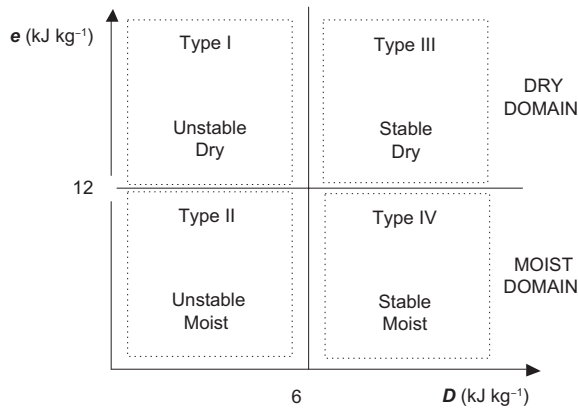 e (kJ kg⁻¹)
Type I
Type III
Unstable
Dry
Stable
Dry
DRY
DOMAIN
12
Type II
Type IV
Unstable
Moist
Stable
Moist
MOIST
DOMAIN
6
D (kJ kg⁻¹)